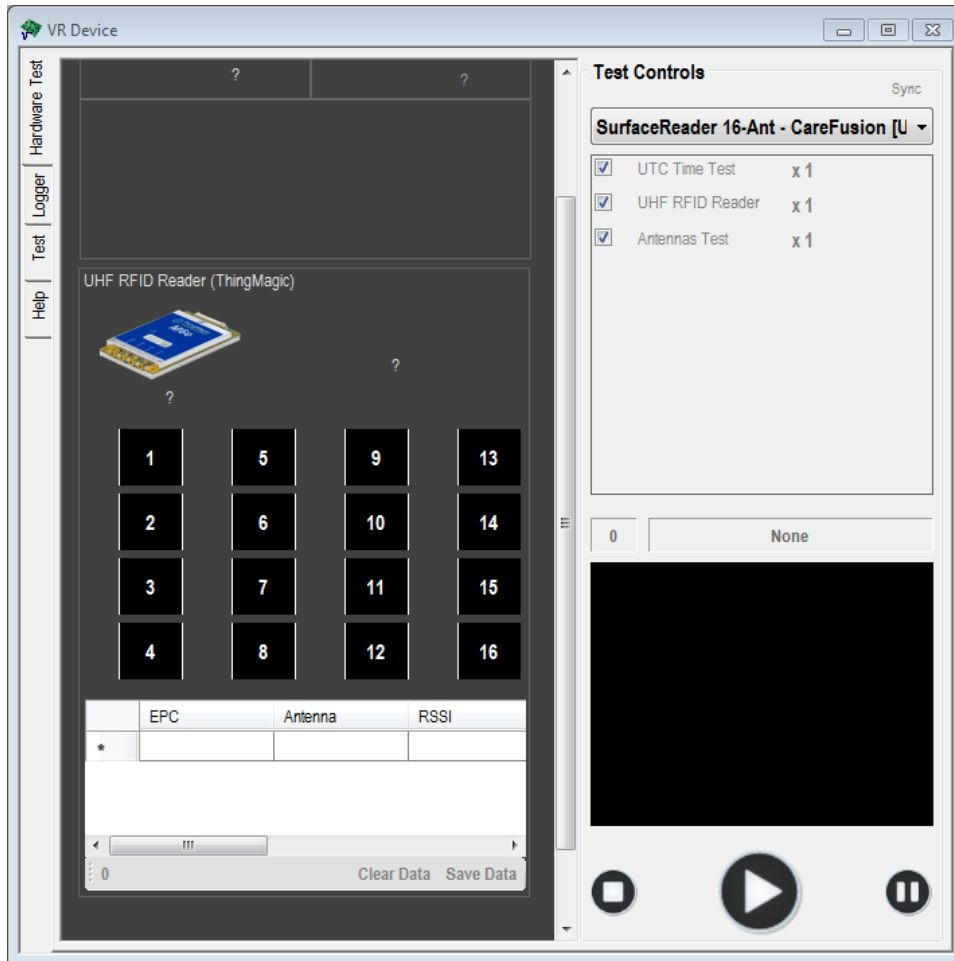 VR Device
Hardware Test
Logger
Test
Help
?
?
UHF RFID Reader (ThingMagic)
?
?
1 5 9 13
2 6 10 14
3 7 11 15
4 8 12 16
EPC Antenna RSSI
*
0 Clear Data Save Data
Test Controls
Sync
SurfaceReader 16-Ant - CareFusion [U
UTC Time Test x 1
UHF RFID Reader x 1
Antennas Test x 1
0 None